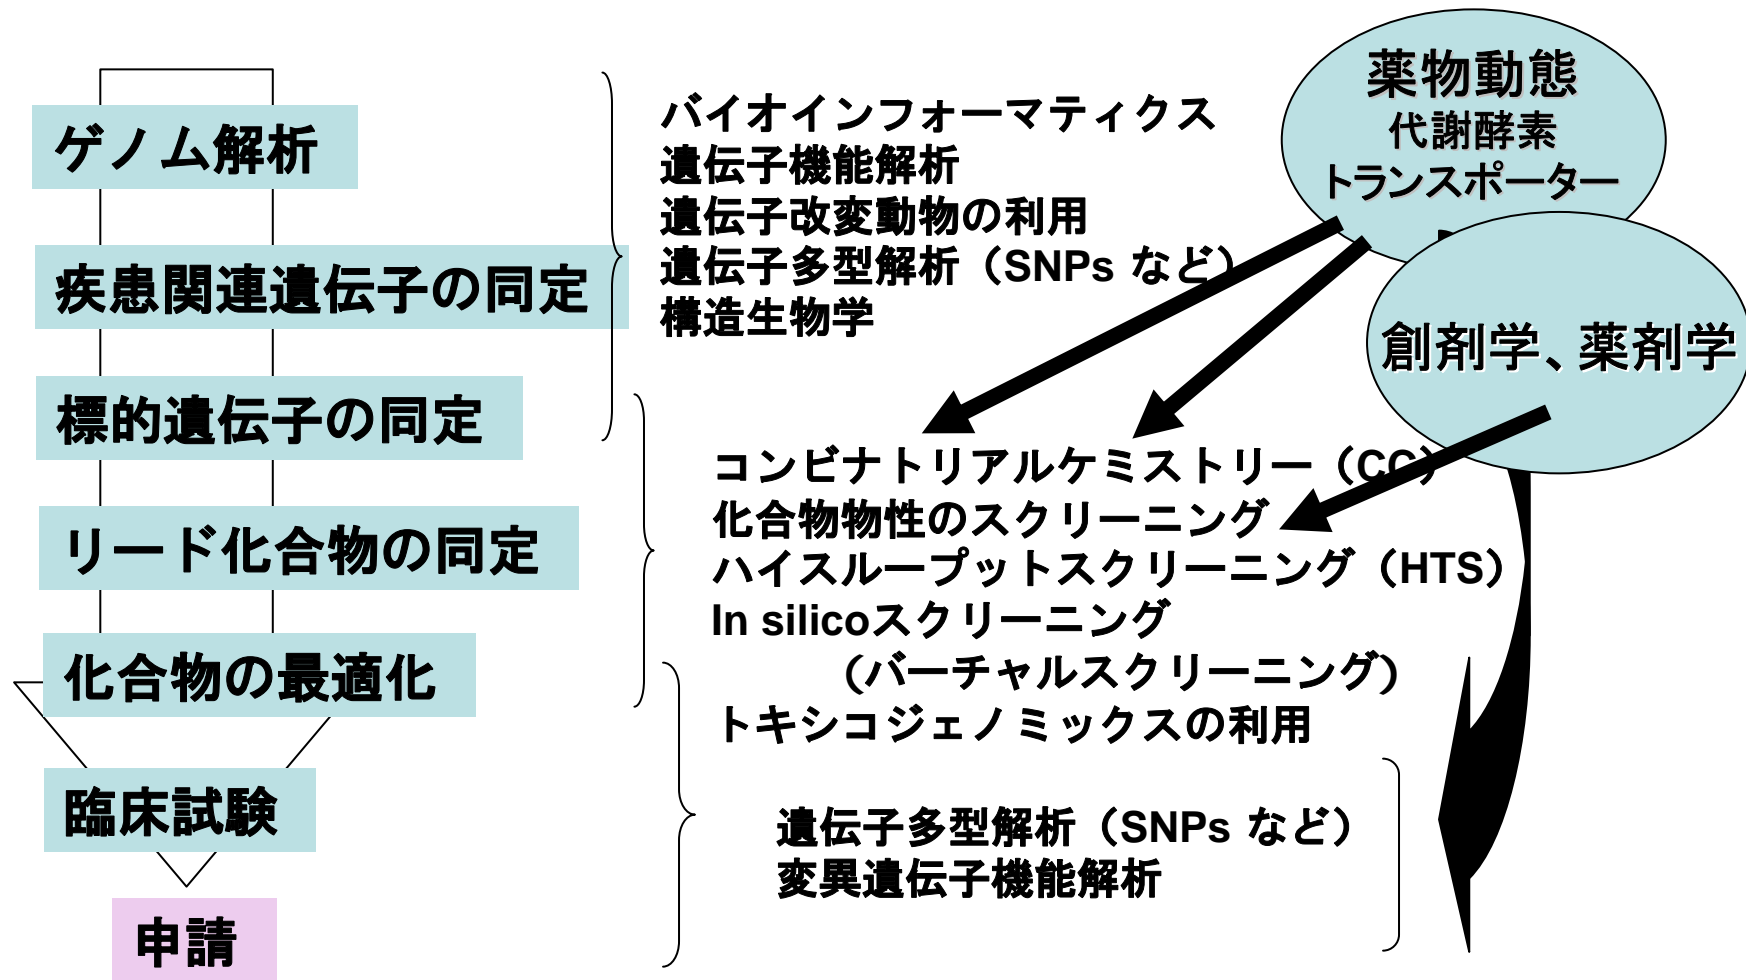 ゲノム解析
疾患関連遺伝子の同定
標的遺伝子の同定
リード化合物の同定
化合物の最適化
臨床試験
申請
バイオインフォーマティクス
遺伝子機能解析
遺伝子改変動物の利用
遺伝子多型解析（SNPs など）
構造生物学
コンビナトリアルケミストリー（CC）
化合物物性のスクリーニング
ハイスループットスクリーニング（HTS）
In silicoスクリーニング
（バーチャルスクリーニング）
トキシコジェノミックスの利用
遺伝子多型解析（SNPs など）
変異遺伝子機能解析
薬物動態
代謝酵素
トランスポーター
創剤学、薬剤学